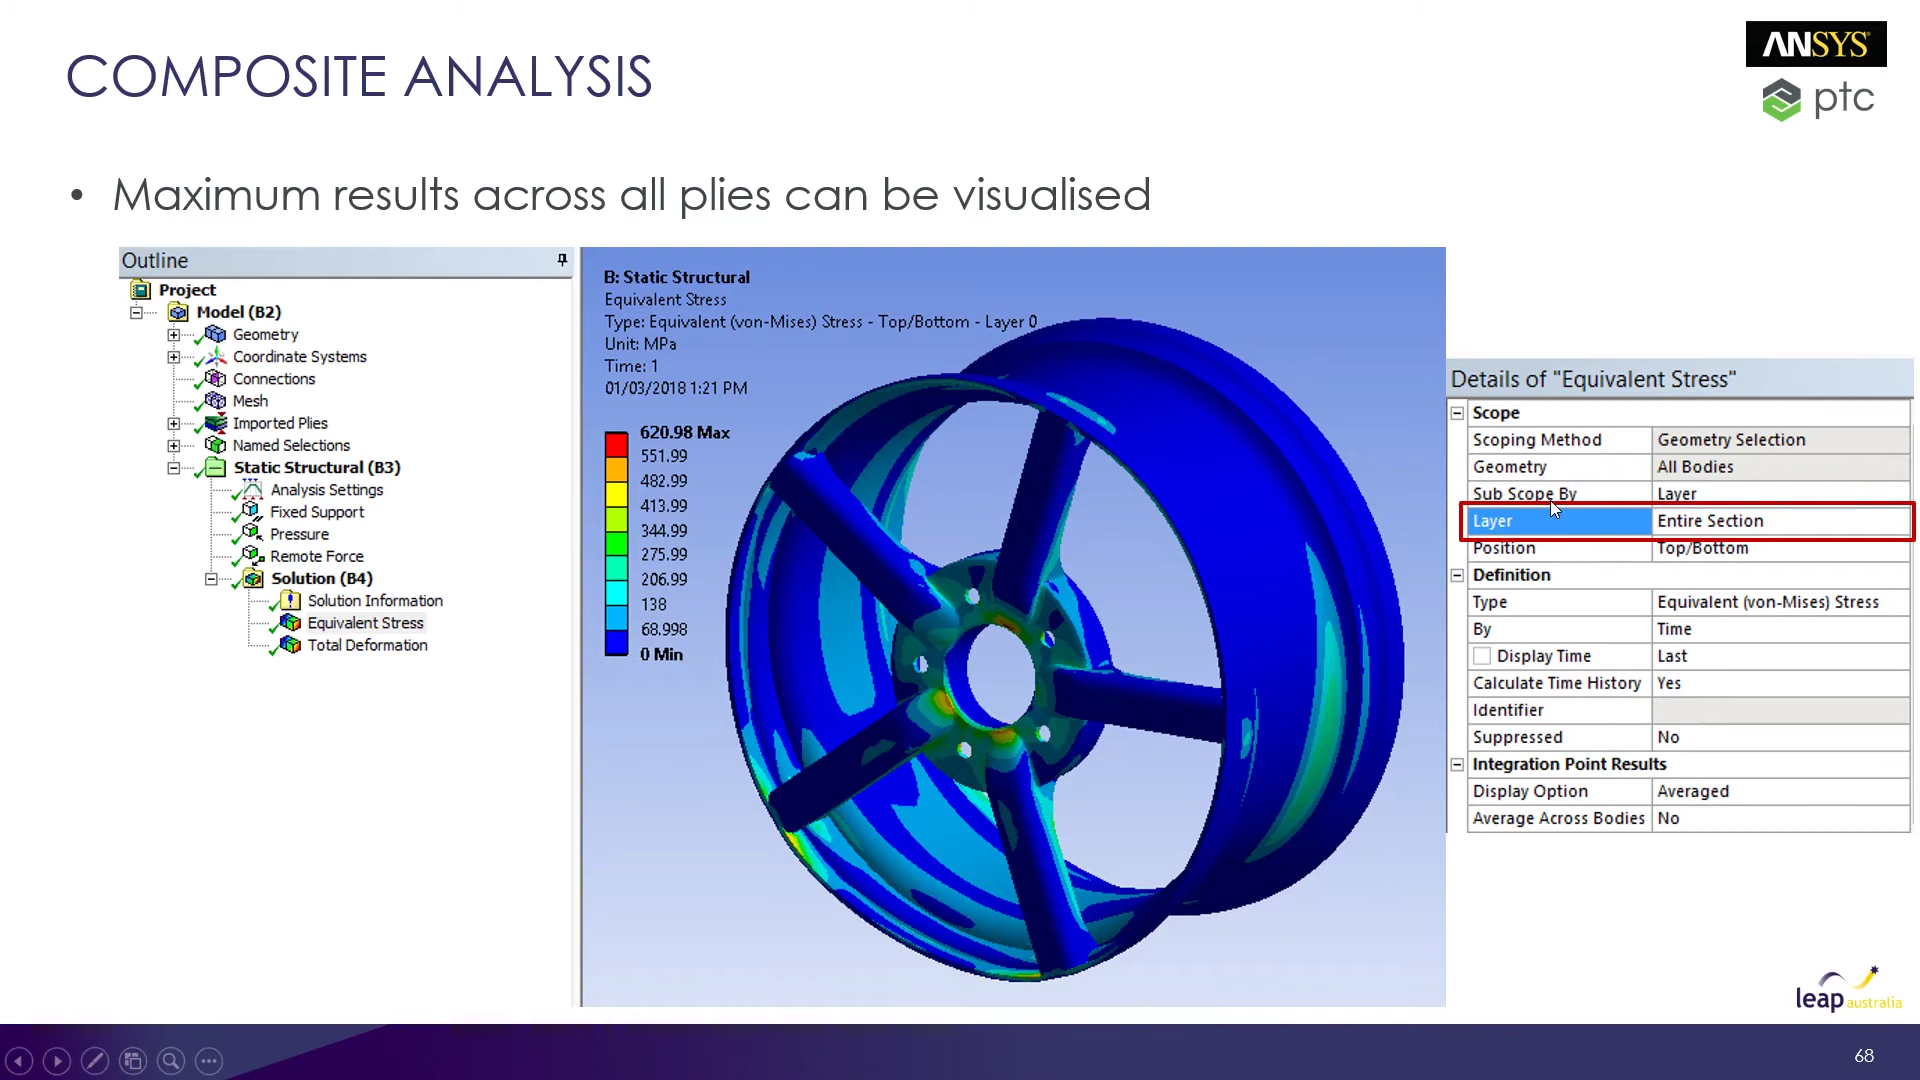 COMPOSITE ANALYSIS
ANSYS
ptc
• Maximum results across all plies can be visualised
Outline
Project
Model (B2)
Geometry
Coordinate Systems
Connections
Mesh
Imported Plies
Named Selections
Static Structural (B3)
Analysis Settings
Fixed Support
Pressure
Remote Force
Solution (B4)
Solution Information
Equivalent Stress
Total Deformation
B: Static Structural
Equivalent Stress
Type: Equivalent (von-Mises) Stress - Top/Bottom - Layer 0
Unit: MPa
Time: 1
01/03/2018 1:21 PM
620.98 Max
551.99
482.99
413.99
344.99
275.99
206.99
138
68.998
0 Min
Details of "Equivalent Stress"
Scope
Scoping Method Geometry Selection
Geometry All Bodies
Sub Scope By Layer
Layer Entire Section
Position Top/Bottom
Definition
Type Equivalent (von-Mises) Stress
By Time
Display Time Last
Calculate Time History Yes
Identifier
Suppressed No
Integration Point Results
Display Option Averaged
Average Across Bodies No
leap australia
68